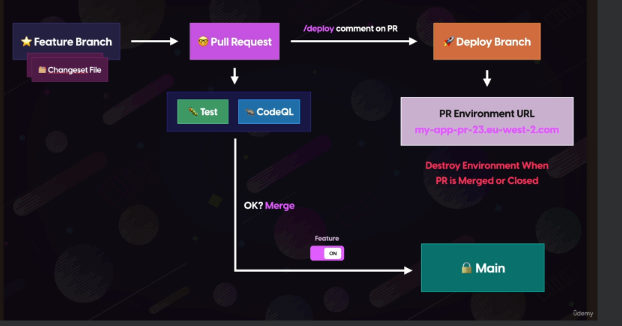 Feature Branch
Changeset File
Pull Request
/deploy comment on PR
Deploy Branch
Test
CodeQL
PR Environment URL
my-app-pr-23.eu-west-2.com
Destroy Environment When
PR is Merged or Closed
OK? Merge
Feature
ON
Main
ûdemy